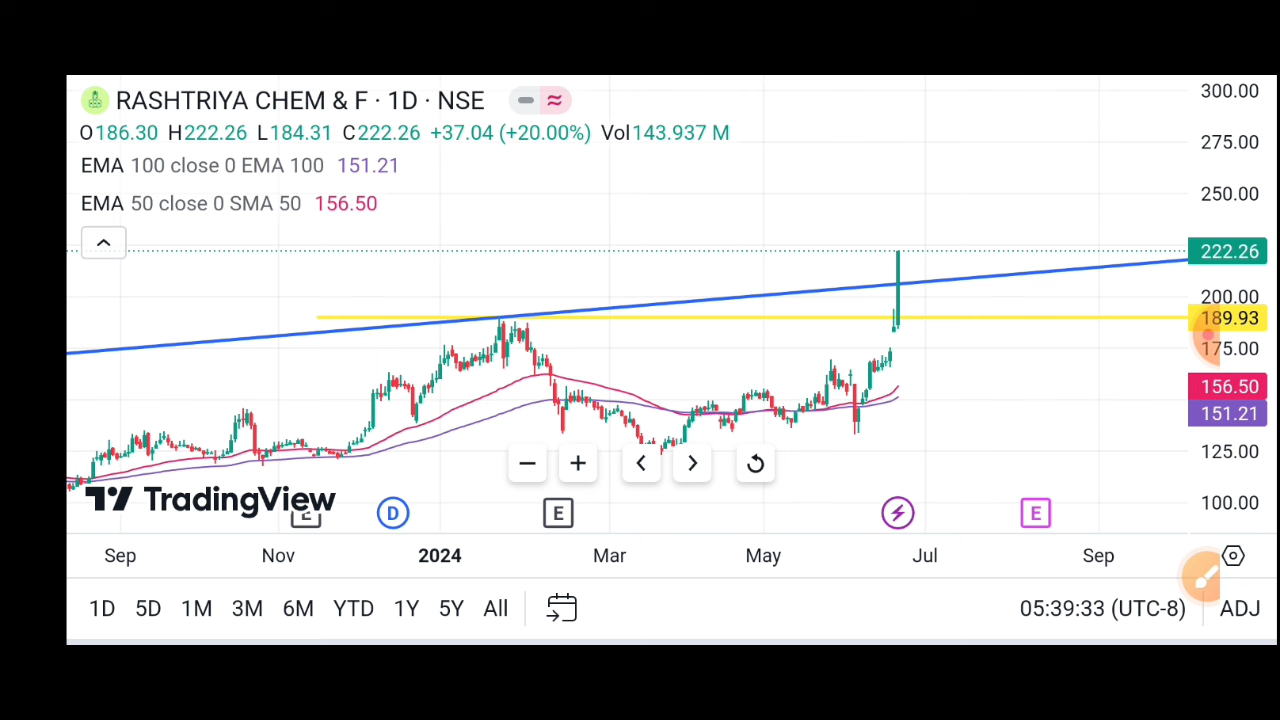 RASHTRIYA CHEM & F · 1D · NSE
O186.30 H222.26 L184.31 C222.26 +37.04 (+20.00%) Vol143.937 M
EMA 100 close 0 EMA 100 151.21
EMA 50 close 0 SMA 50 156.50
300.00
275.00
250.00
222.26
200.00
189.93
175.00
156.50
151.21
125.00
100.00
TradingView
E D E E
Sep Nov 2024 Mar May Jul Sep
1D 5D 1M 3M 6M YTD 1Y 5Y All 05:39:33 (UTC-8) ADJ